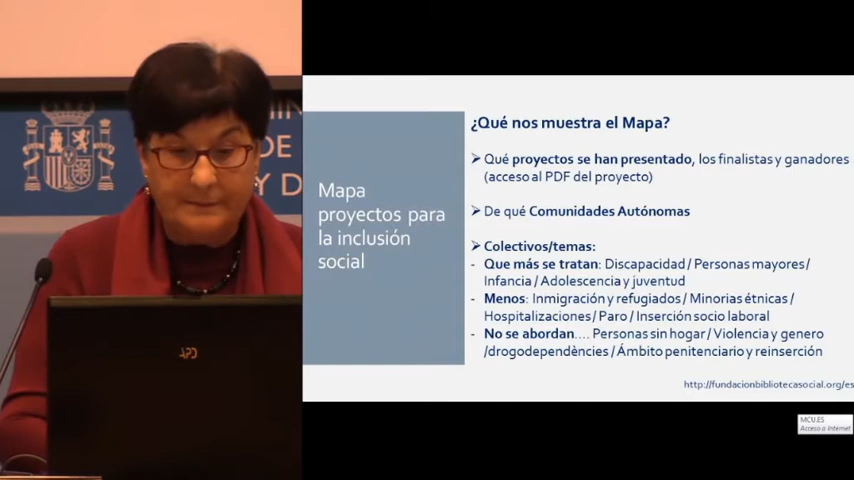 MIN
DE
Y D
APD
Mapa
proyectos para
la inclusión
social
¿Qué nos muestra el Mapa?
Qué proyectos se han presentado, los finalistas y ganadores
(acceso al PDF del proyecto)
De qué Comunidades Autónomas
Colectivos/temas:
- Que más se tratan: Discapacidad / Personas mayores /
Infancia / Adolescencia y juventud
- Menos: Inmigración y refugiados / Minorias étnicas /
Hospitalizaciones / Paro / Inserción socio laboral
- No se abordan.... Personas sin hogar / Violencia y genero
/drogodependències / Ámbito penitenciario y reinserción
http://fundacionbibliotecasocial.org/es
MCU.ES
Acceso a Internet